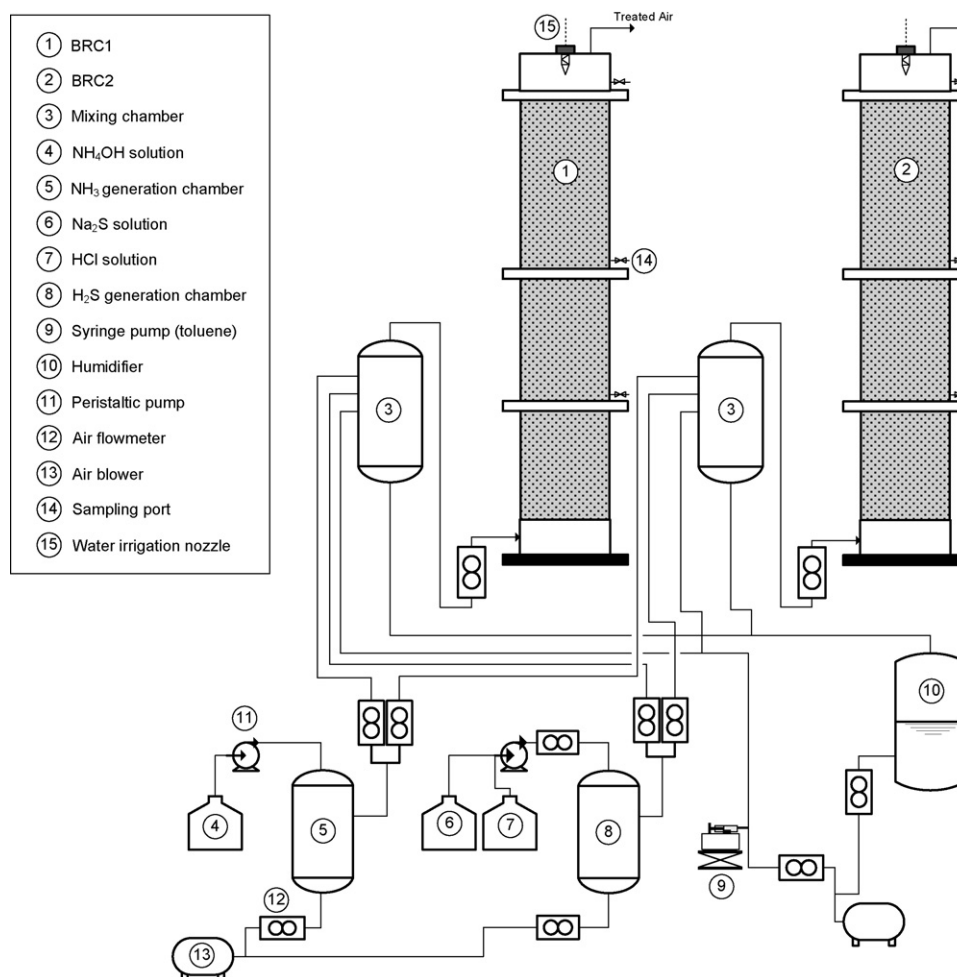 ① BRC1
② BRC2
③ Mixing chamber
④ NH₄OH solution
⑤ NH₃ generation chamber
⑥ Na₂S solution
⑦ HCl solution
⑧ H₂S generation chamber
⑨ Syringe pump (toluene)
⑩ Humidifier
⑪ Peristaltic pump
⑫ Air flowmeter
⑬ Air blower
⑭ Sampling port
⑮ Water irrigation nozzle
⑮
Treated Air
①
②
⑭
③
③
⑩
⑪
④
⑤
⑥
⑦
⑧
⑨
⑫
⑬